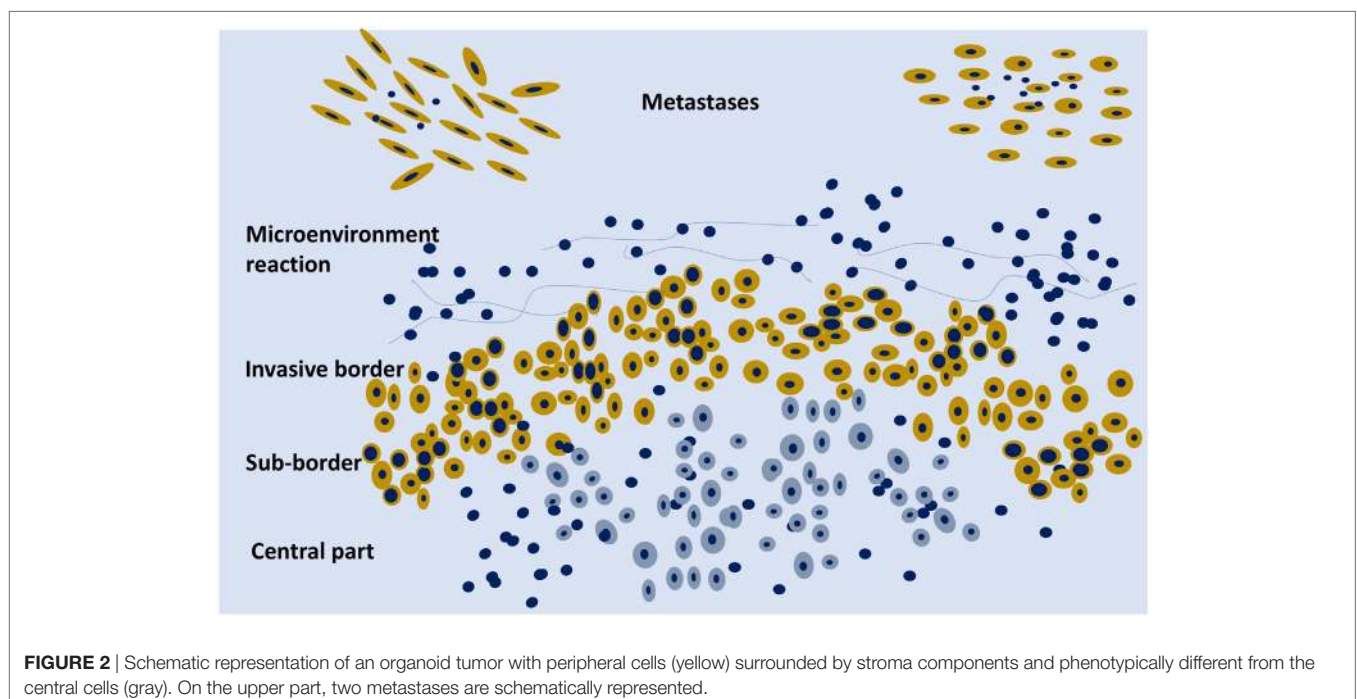 Metastases
Microenvironment
reaction
Invasive border
Sub-border
Central part
FIGURE 2 | Schematic representation of an organoid tumor with peripheral cells (yellow) surrounded by stroma components and phenotypically different from the
central cells (gray). On the upper part, two metastases are schematically represented.